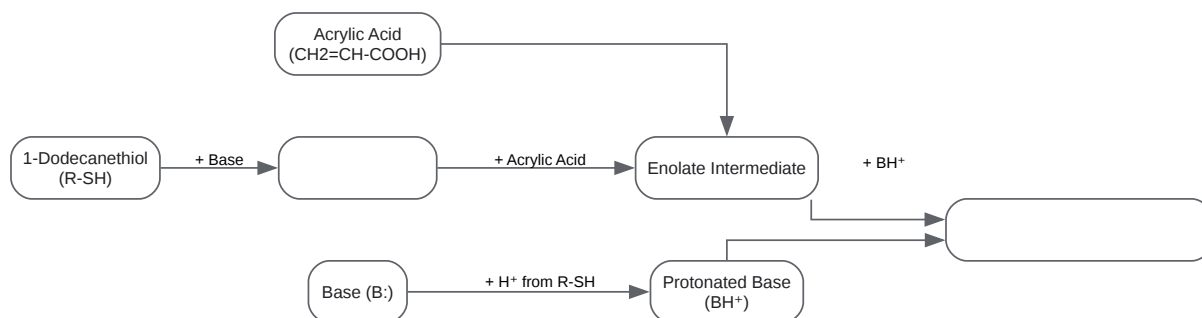 Acrylic Acid
(CH2=CH-COOH)
1-Dodecanethiol
(R-SH)
+ Base
+ Acrylic Acid
Enolate Intermediate
+ BH⁺
Base (B:)
+ H⁺ from R-SH
Protonated Base
(BH⁺)